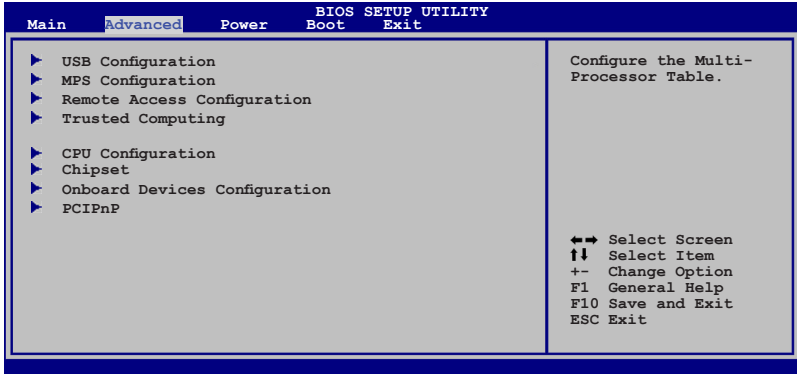 BIOS SETUP UTILITY
Main Advanced Power Boot Exit
USB Configuration
MPS Configuration
Remote Access Configuration
Trusted Computing
CPU Configuration
Chipset
Onboard Devices Configuration
PCIPnP
Configure the Multi-
Processor Table.
←→ Select Screen
↑↓ Select Item
+- Change Option
F1 General Help
F10 Save and Exit
ESC Exit